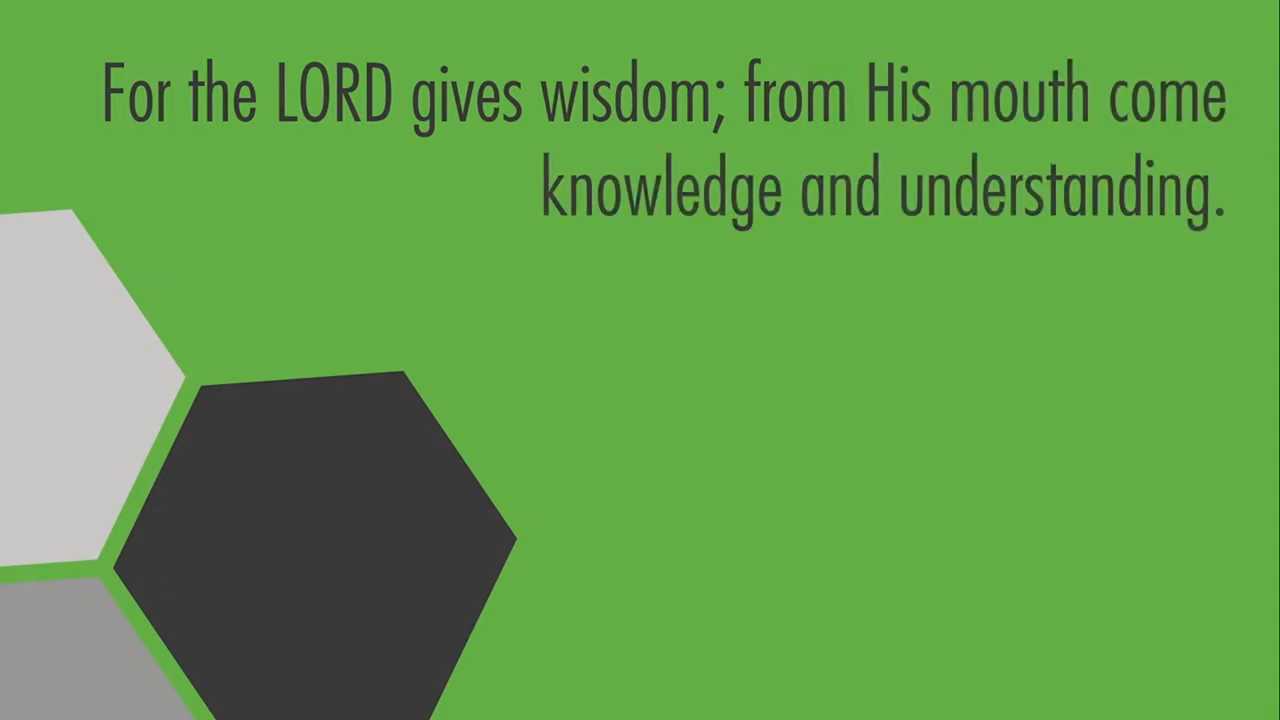 For the LORD gives wisdom; from His mouth come
knowledge and understanding.